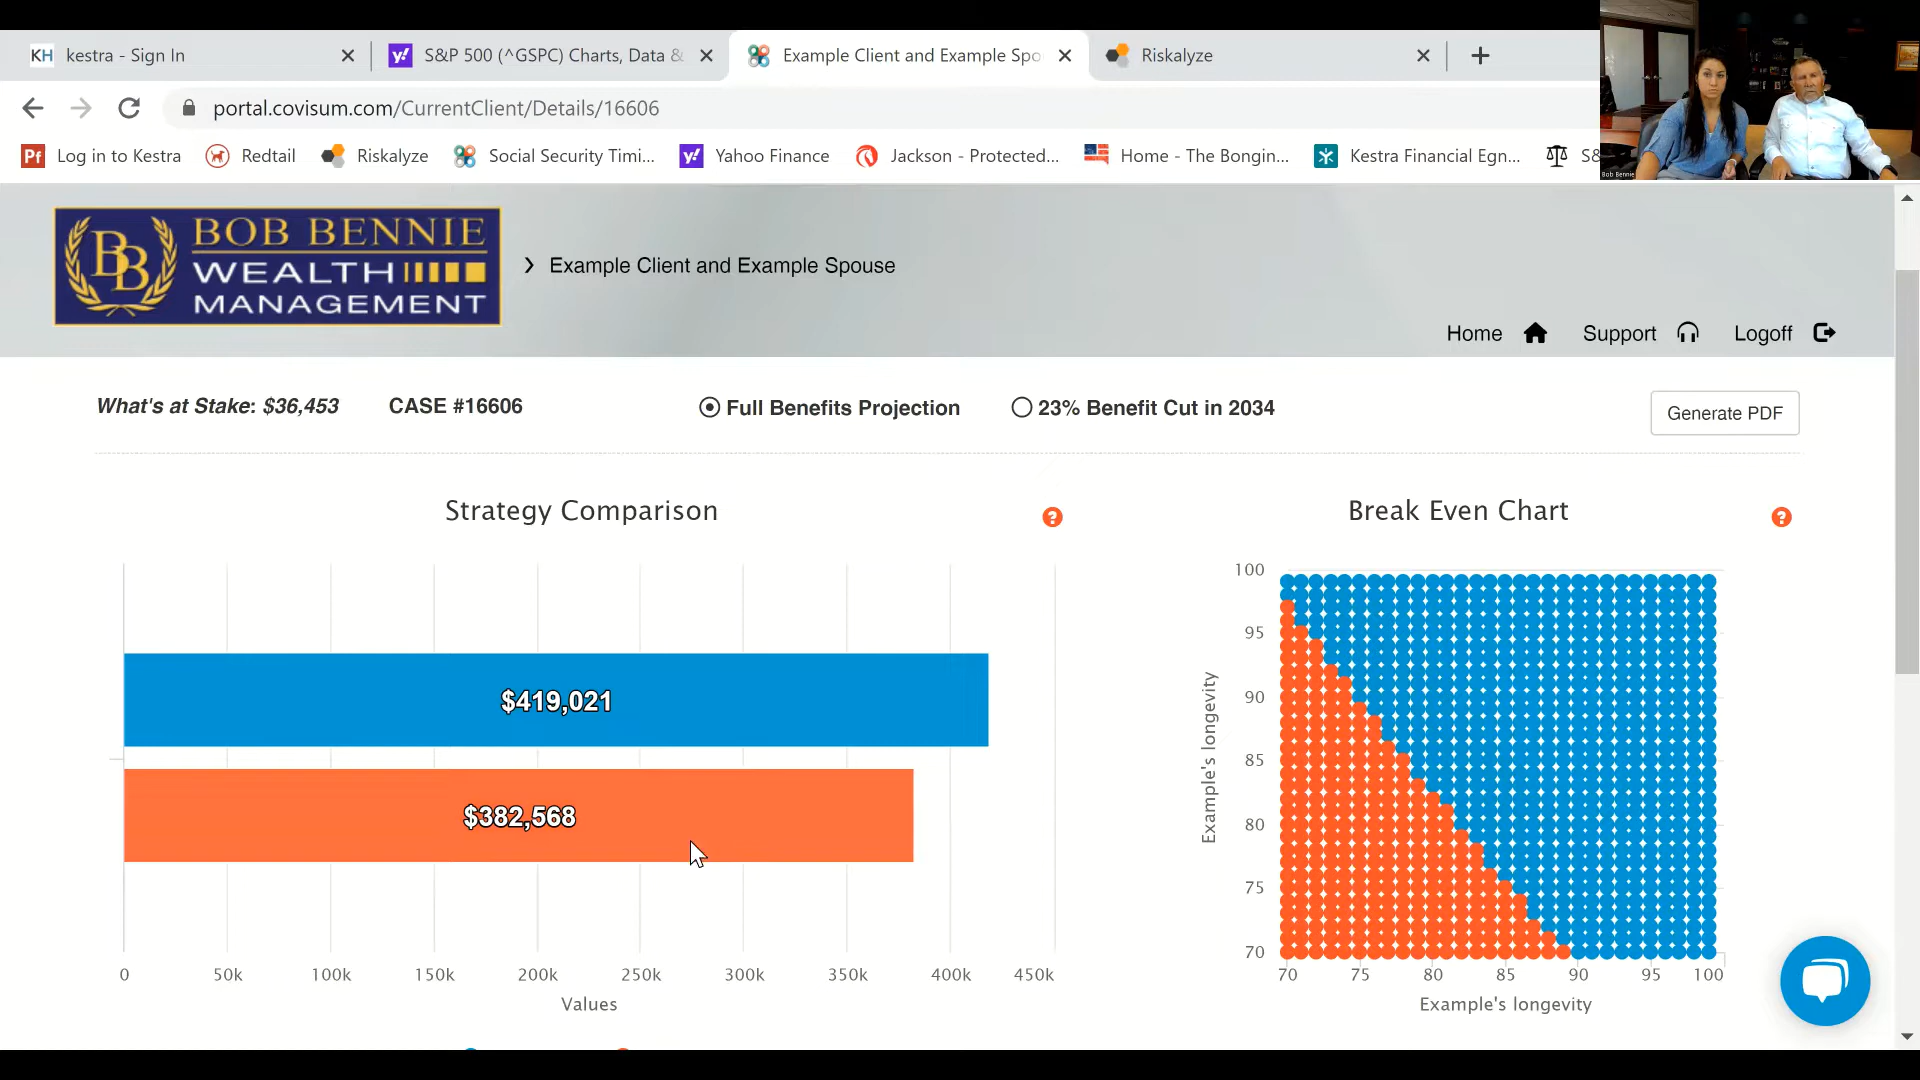 KH kestra - Sign In
y! S&P 500 (^GSPC) Charts, Data &
Example Client and Example Spo
Riskalyze
portal.covisum.com/CurrentClient/Details/16606
Pf Log in to Kestra
Redtail
Riskalyze
Social Security Timi...
y! Yahoo Finance
Jackson - Protected...
Home - The Bongin...
Kestra Financial Egn...
S&
Bob Bennie
BB BOB BENNIE
WEALTH
MANAGEMENT
Example Client and Example Spouse
Home
Support
Logoff
What's at Stake: $36,453
CASE #16606
Full Benefits Projection
23% Benefit Cut in 2034
Generate PDF
Strategy Comparison
?
$419,021
$382,568
0 50k 100k 150k 200k 250k 300k 350k 400k 450k
Values
Break Even Chart
?
100
95
90
85
80
75
70
Example's longevity
70 75 80 85 90 95 100
Example's longevity